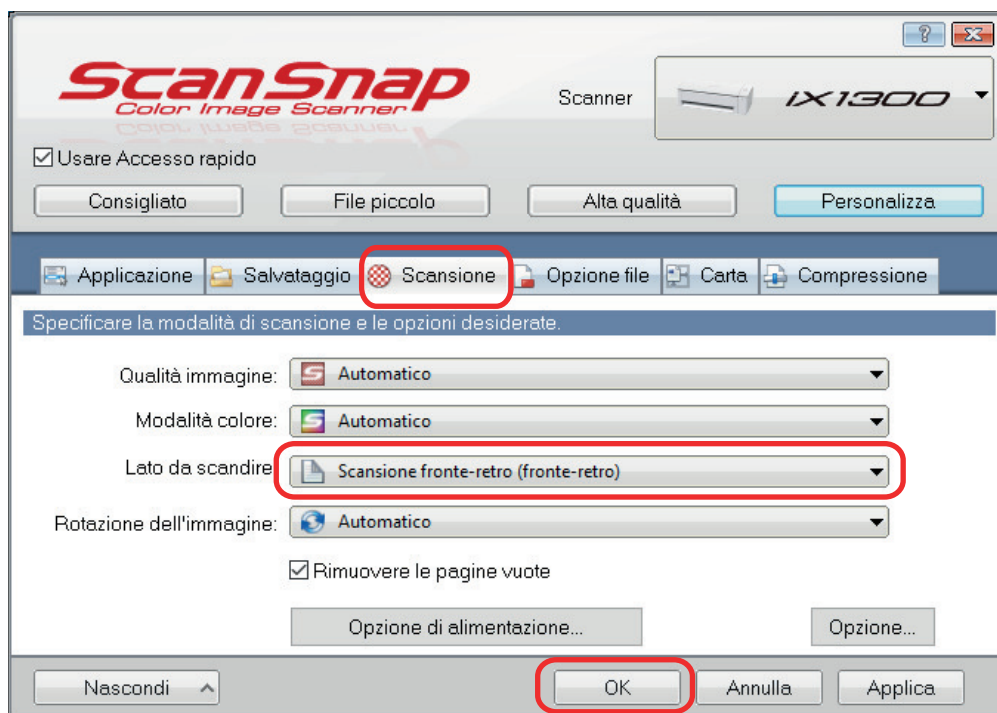 ScanSnap
Color Image Scanner
Scanner
iX1300
Usare Accesso rapido
Consigliato File piccolo Alta qualità Personalizza
Applicazione Salvataggio Scansione Opzione file Carta Compressione
Specificare la modalità di scansione e le opzioni desiderate.
Qualità immagine: Automatico
Modalità colore: Automatico
Lato da scandire Scansione fronte-retro (fronte-retro)
Rotazione dell'immagine: Automatico
Rimuovere le pagine vuote
Opzione di alimentazione... Opzione...
Nascondi OK Annulla Applica